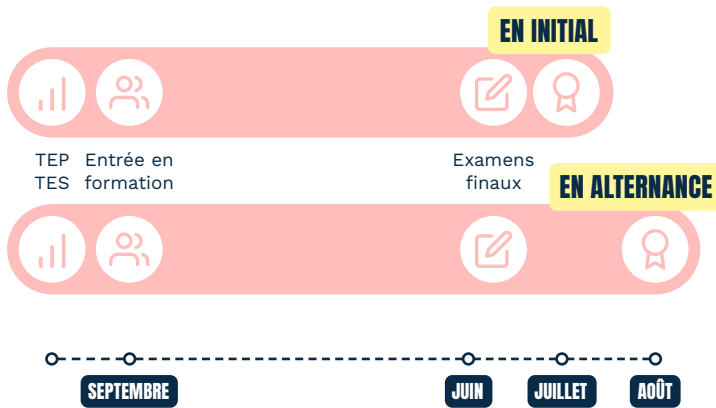 EN INITIAL
TEP
TES
Entrée en
formation
Examens
finaux
EN ALTERNANCE
SEPTEMBRE
JUIN
JUILLET
AOÛT